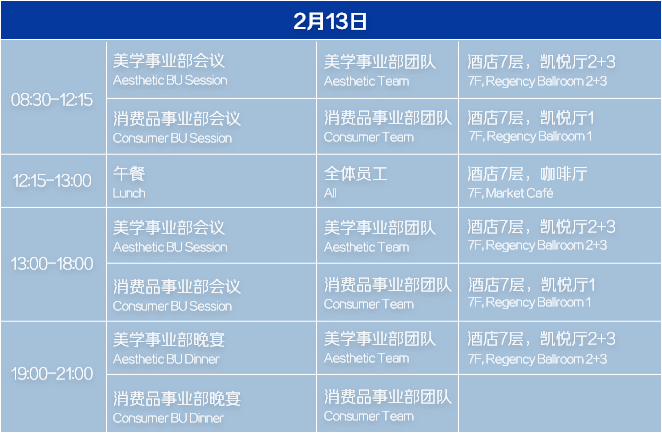 2月13日
08:30-12:15
美学事业部会议
Aesthetic BU Session
美学事业部团队
Aesthetic Team
酒店7层，凯悦厅2+3
7F, Regency Ballroom 2+3
消费品事业部会议
Consumer BU Session
消费品事业部团队
Consumer Team
酒店7层，凯悦厅1
7F, Regency Ballroom 1
12:15-13:00
午餐
Lunch
全体员工
All
酒店7层，咖啡厅
7F, Market Café
13:00-18:00
美学事业部会议
Aesthetic BU Session
美学事业部团队
Aesthetic Team
酒店7层，凯悦厅2+3
7F, Regency Ballroom 2+3
消费品事业部会议
Consumer BU Session
消费品事业部团队
Consumer Team
酒店7层，凯悦厅1
7F, Regency Ballroom 1
19:00-21:00
美学事业部晚宴
Aesthetic BU Dinner
美学事业部团队
Aesthetic Team
酒店7层，凯悦厅2+3
7F, Regency Ballroom 2+3
消费品事业部晚宴
Consumer BU Dinner
消费品事业部团队
Consumer Team